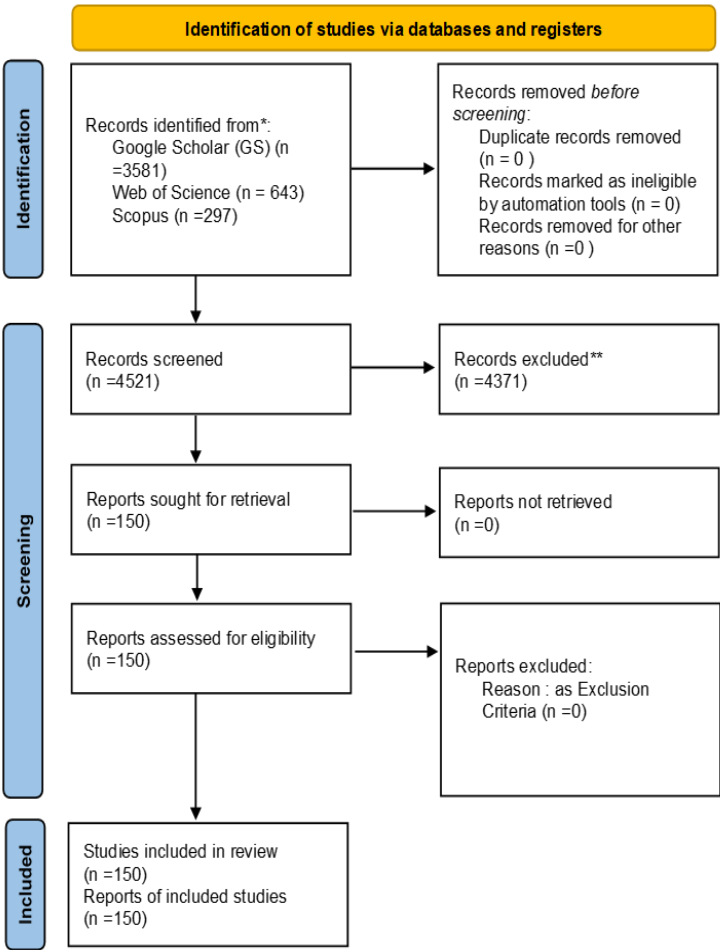 Identification of studies via databases and registers
Identification
Records identified from*:
Google Scholar (GS) (n
=3581)
Web of Science (n = 643)
Scopus (n =297)
Records removed before
screening:
Duplicate records removed
(n = 0 )
Records marked as ineligible
by automation tools (n = 0)
Records removed for other
reasons (n =0 )
Screening
Records screened
(n =4521)
Records excluded**
(n =4371)
Reports sought for retrieval
(n =150)
Reports not retrieved
(n =0)
Reports assessed for eligibility
(n =150)
Reports excluded:
Reason : as Exclusion
Criteria (n =0)
Included
Studies included in review
(n =150)
Reports of included studies
(n =150)